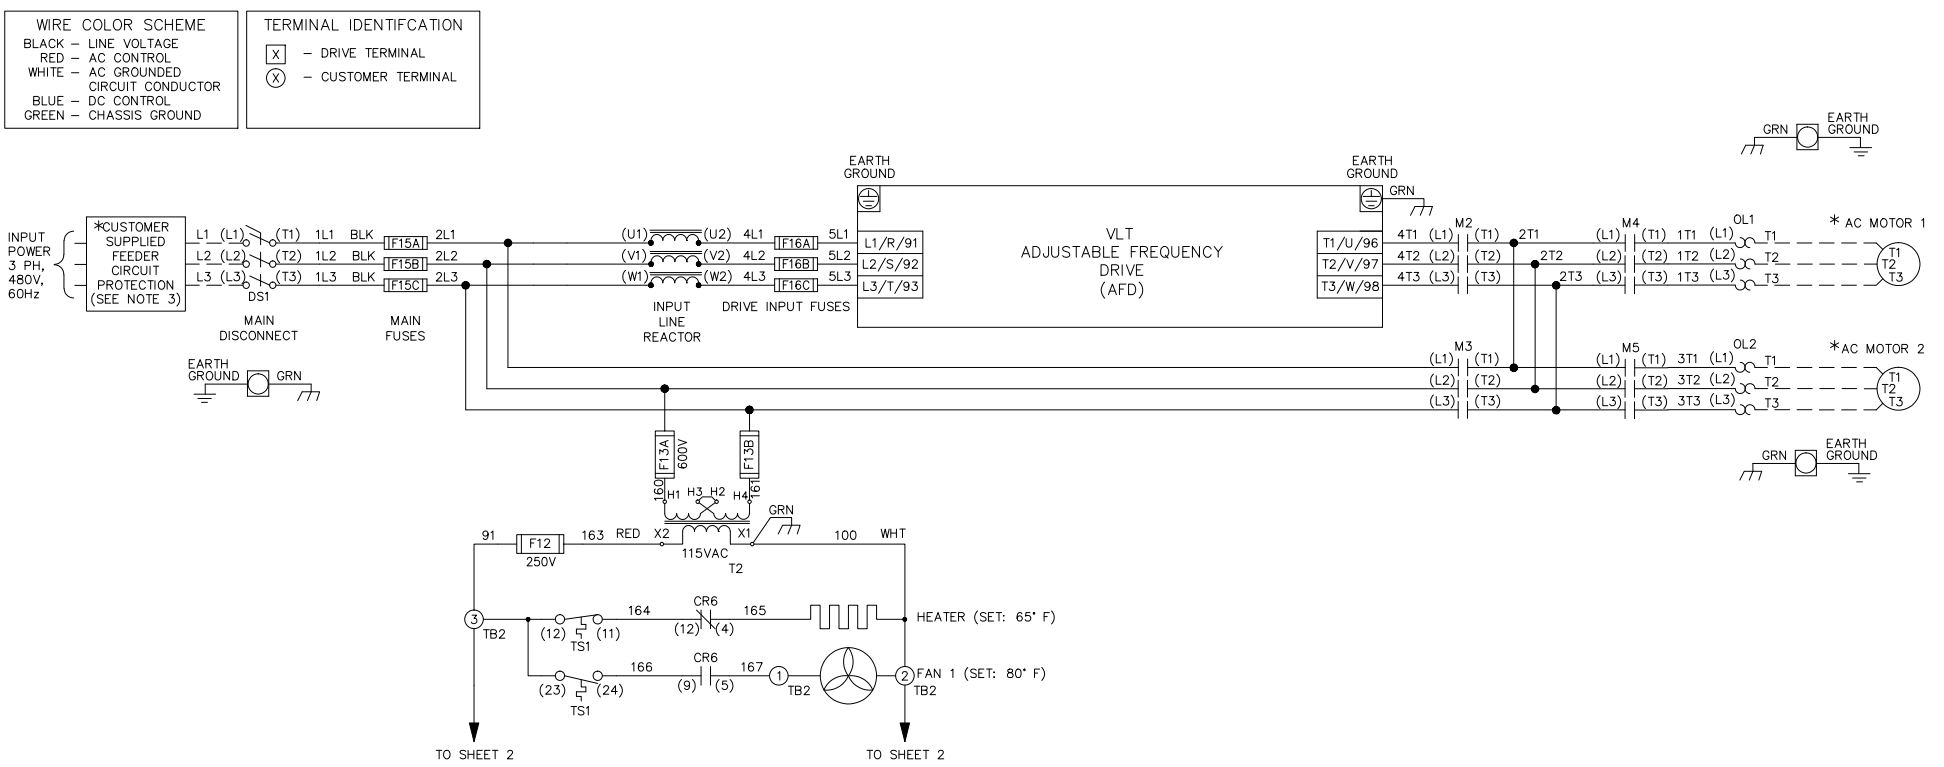 WIRE COLOR SCHEME
BLACK – LINE VOLTAGE
RED – AC CONTROL
WHITE – AC GROUNDED
CIRCUIT CONDUCTOR
BLUE – DC CONTROL
GREEN – CHASSIS GROUND
TERMINAL IDENTIFCATION
X – DRIVE TERMINAL
X – CUSTOMER TERMINAL
GRN
EARTH
GROUND
EARTH
GROUND
EARTH
GROUND
GRN
INPUT
POWER
3 PH,
480V,
60Hz
*CUSTOMER
SUPPLIED
FEEDER
CIRCUIT
PROTECTION
(SEE NOTE 3)
L1 (L1) (T1) 1L1 BLK F15A 2L1
L2 (L2) (T2) 1L2 BLK F15B 2L2
L3 (L3) (T3) 1L3 BLK F15C 2L3
DS1
MAIN
DISCONNECT
MAIN
FUSES
(U1) (U2) 4L1 F16A 5L1 L1/R/91
(V1) (V2) 4L2 F16B 5L2 L2/S/92
(W1) (W2) 4L3 F16C 5L3 L3/T/93
INPUT
LINE
REACTOR
DRIVE INPUT FUSES
VLT
ADJUSTABLE FREQUENCY
DRIVE
(AFD)
M2 M4 OL1
T1/U/96 4T1 (L1) (T1) 2T1 (L1) (T1) 1T1 (L1) T1
T2/V/97 4T2 (L2) (T2) 2T2 (L2) (T2) 1T2 (L2) T2
T3/W/98 4T3 (L3) (T3) 2T3 (L3) (T3) 1T3 (L3) T3
* AC MOTOR 1
T1
T2
T3
EARTH
GROUND
GRN
M3 M5 OL2
(L1) (T1) (L1) (T1) 3T1 (L1) T1
(L2) (T2) (L2) (T2) 3T2 (L2) T2
(L3) (T3) (L3) (T3) 3T3 (L3) T3
*AC MOTOR 2
T1
T2
T3
GRN
EARTH
GROUND
F13A
600V
F13B
160
161
H1 H3 H2 H4
GRN
91 F12 163 RED X2 X1 100 WHT
250V
115VAC
T2
3
TB2
164 CR6 165
(12) (11) (12) (4)
TS1
HEATER (SET: 65° F)
166 CR6 167 1
(23) (24) (9) (5) TB2
TS1
2 FAN 1 (SET: 80° F)
TB2
TO SHEET 2
TO SHEET 2